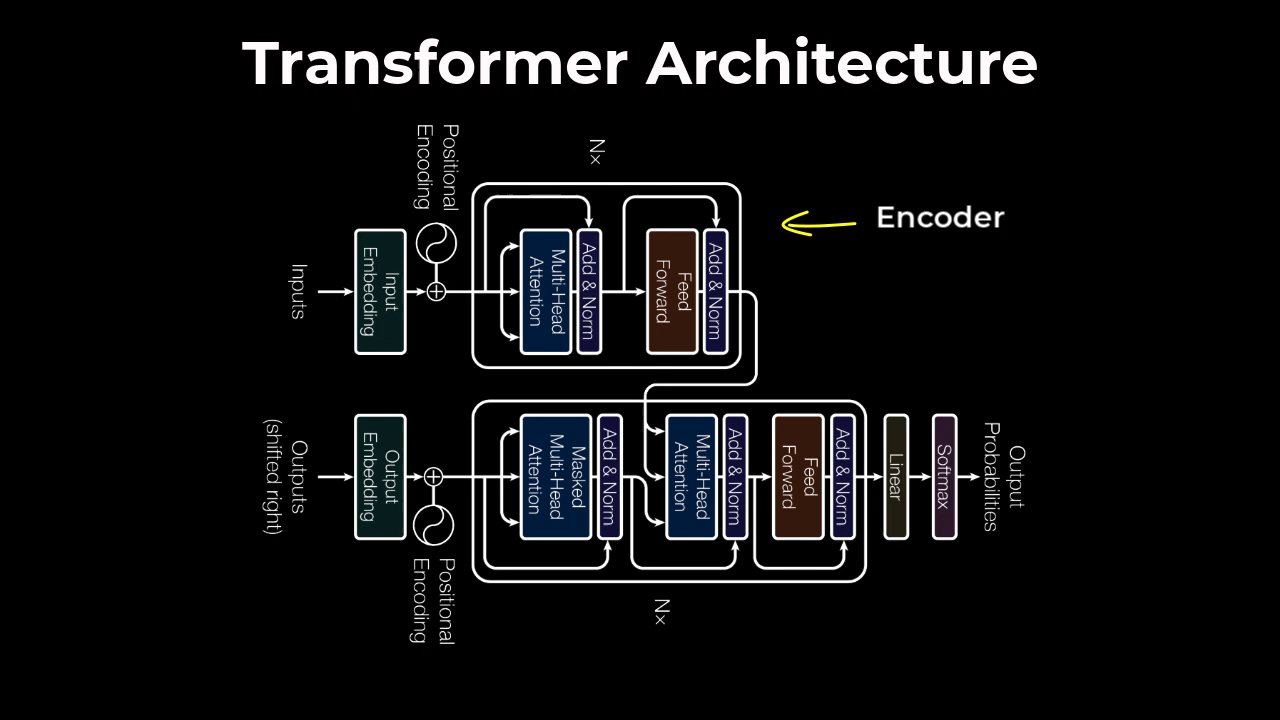 Transformer Architecture
Positional
Encoding
Nx
Encoder
Inputs
Input
Embedding
Multi-Head
Attention
Add & Norm
Feed
Forward
Add & Norm
Outputs
(shifted right)
Output
Embedding
Masked
Multi-Head
Attention
Add & Norm
Multi-Head
Attention
Add & Norm
Feed
Forward
Add & Norm
Linear
Softmax
Output
Probabilities
Positional
Encoding
Nx